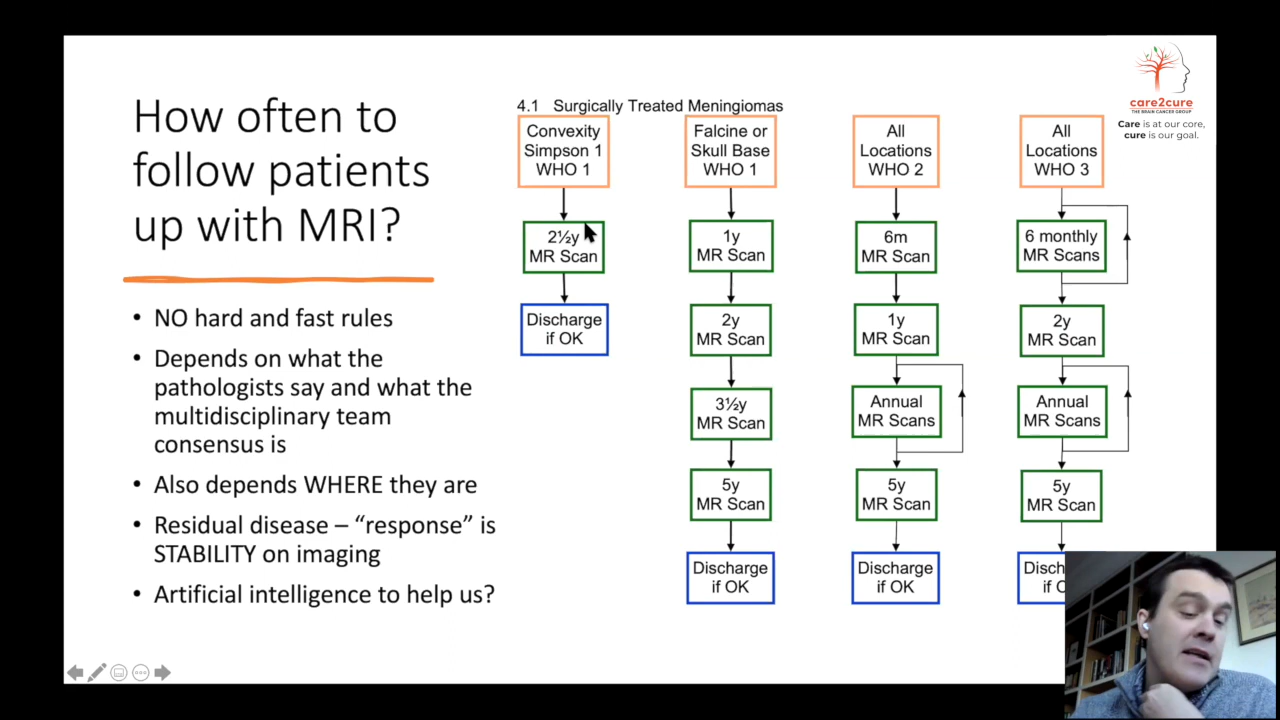 How often to
follow patients
up with MRI?
• NO hard and fast rules
• Depends on what the
pathologists say and what the
multidisciplinary team
consensus is
• Also depends WHERE they are
• Residual disease – “response” is
STABILITY on imaging
• Artificial intelligence to help us?
4.1 Surgically Treated Meningiomas
Convexity
Simpson 1
WHO 1
2½y
MR Scan
Discharge
if OK
Falcine or
Skull Base
WHO 1
1y
MR Scan
2y
MR Scan
3½y
MR Scan
5y
MR Scan
Discharge
if OK
All
Locations
WHO 2
6m
MR Scan
1y
MR Scan
Annual
MR Scans
5y
MR Scan
Discharge
if OK
All
Locations
WHO 3
6 monthly
MR Scans
2y
MR Scan
Annual
MR Scans
5y
MR Scan
care2cure
THE BRAIN CANCER GROUP
Care is at our core,
cure is our goal.